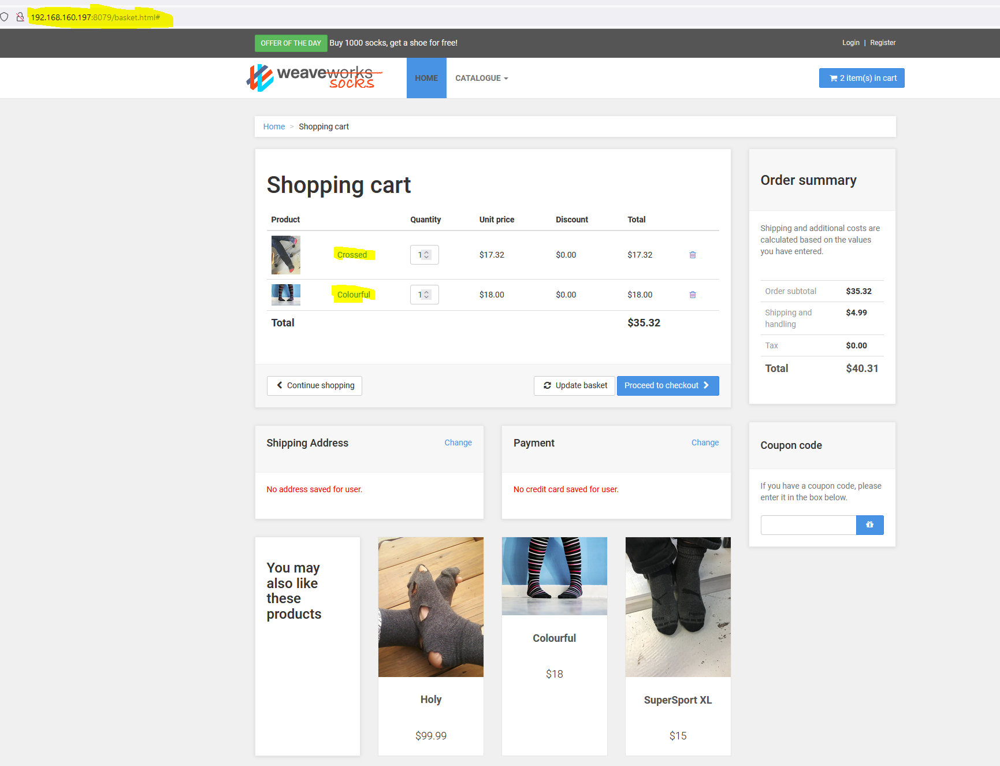 192.168.160.197:8079/basket.html#
OFFER OF THE DAY Buy 1000 socks, get a shoe for free!
Login | Register
weaveworks
socks
HOME
CATALOGUE
2 item(s) in cart
Home > Shopping cart
Shopping cart
Product Quantity Unit price Discount Total
Crossed 1 $17.32 $0.00 $17.32
Colourful 1 $18.00 $0.00 $18.00
Total $35.32
Continue shopping
Update basket
Proceed to checkout
Order summary
Shipping and additional costs are
calculated based on the values
you have entered.
Order subtotal $35.32
Shipping and $4.99
handling
Tax $0.00
Total $40.31
Shipping Address Change
No address saved for user.
Payment Change
No credit card saved for user.
Coupon code
If you have a coupon code, please
enter it in the box below.
You may
also like
these
products
Holy
$99.99
Colourful
$18
SuperSport XL
$15